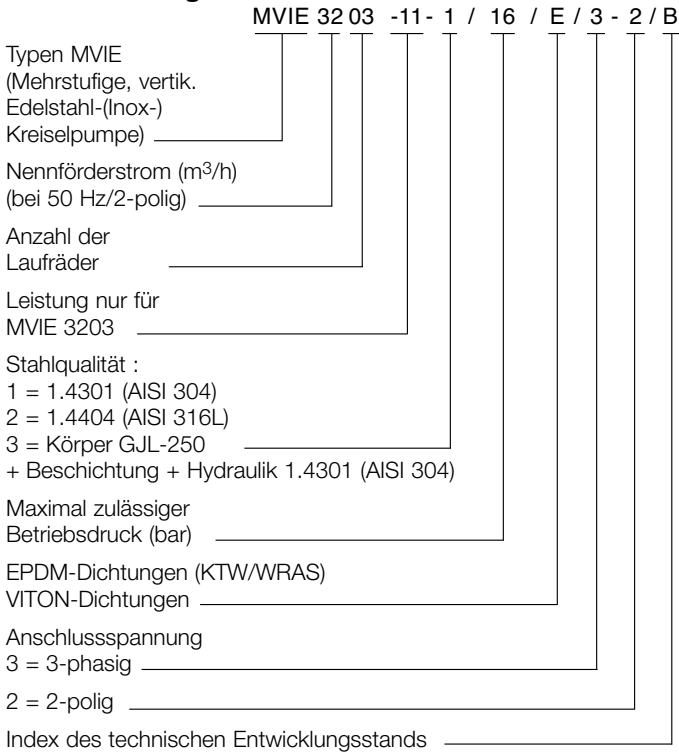 MVIE 32 03 -11- 1 / 16 / E / 3 - 2 / B
Typen MVIE
(Mehrstufige, vertik.
Edelstahl-(Inox-)
Kreiselpumpe)
Nennförderstrom (m³/h)
(bei 50 Hz/2-polig)
Anzahl der
Laufräder
Leistung nur für
MVIE 3203
Stahlqualität :
1 = 1.4301 (AISI 304)
2 = 1.4404 (AISI 316L)
3 = Körper GJL-250
+ Beschichtung + Hydraulik 1.4301 (AISI 304)
Maximal zulässiger
Betriebsdruck (bar)
EPDM-Dichtungen (KTW/WRAS)
VITON-Dichtungen
Anschlussspannung
3 = 3-phasig
2 = 2-polig
Index des technischen Entwicklungsstands